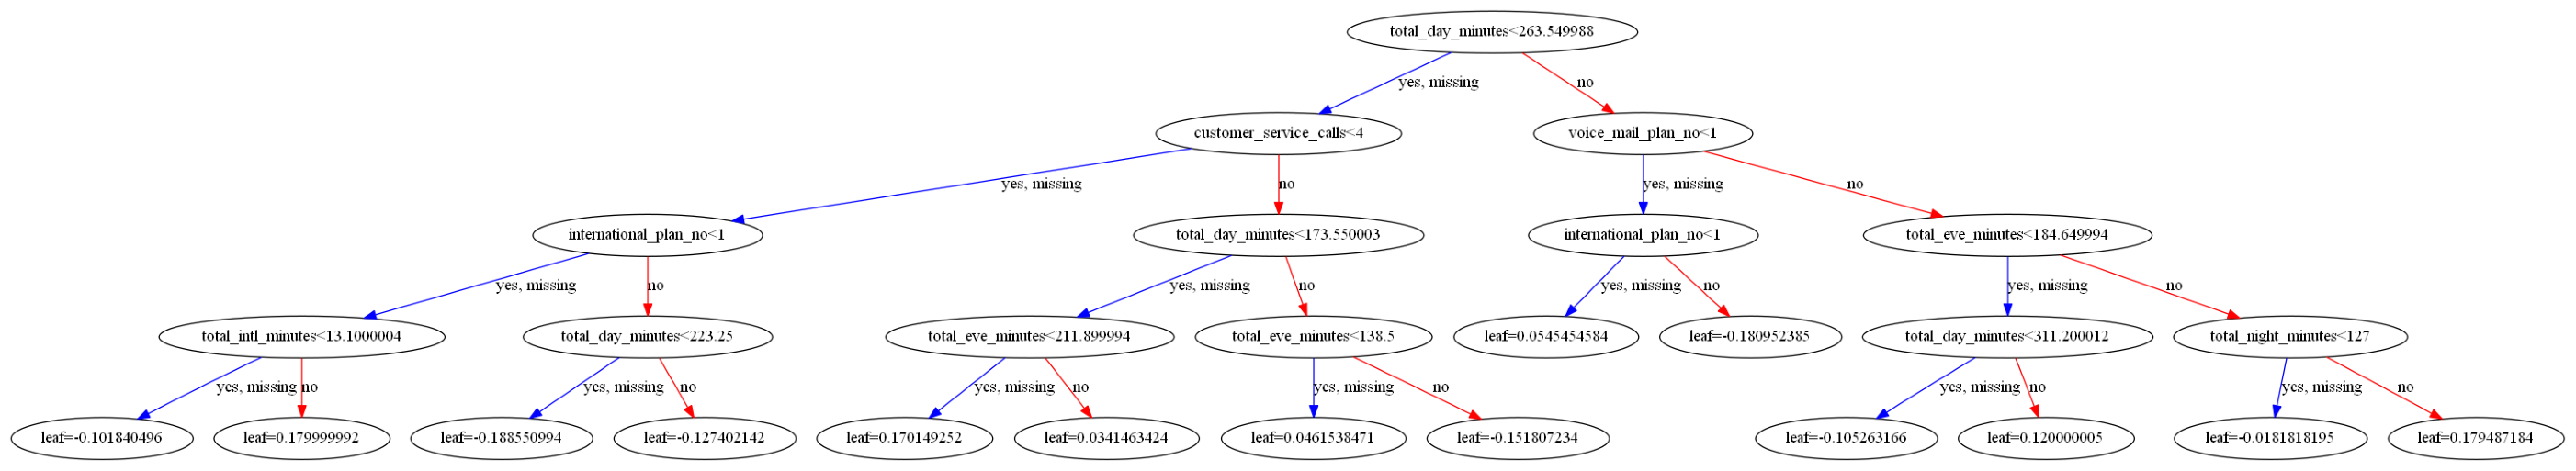 total_day_minutes<263.549988
yes, missing
no
customer_service_calls<4
voice_mail_plan_no<1
yes, missing
no
yes, missing
no
international_plan_no<1
total_day_minutes<173.550003
international_plan_no<1
total_eve_minutes<184.649994
yes, missing
no
yes, missing
no
yes, missing
no
yes, missing
no
total_intl_minutes<13.1000004
total_day_minutes<223.25
total_eve_minutes<211.899994
total_eve_minutes<138.5
leaf=0.0545454584
leaf=-0.180952385
total_day_minutes<311.200012
total_night_minutes<127
yes, missing
no
yes, missing
no
yes, missing
no
yes, missing
no
yes, missing
no
yes, missing
no
leaf=-0.101840496
leaf=0.179999992
leaf=-0.188550994
leaf=-0.127402142
leaf=0.170149252
leaf=0.0341463424
leaf=0.0461538471
leaf=-0.151807234
leaf=-0.105263166
leaf=0.120000005
leaf=-0.0181818195
leaf=0.179487184